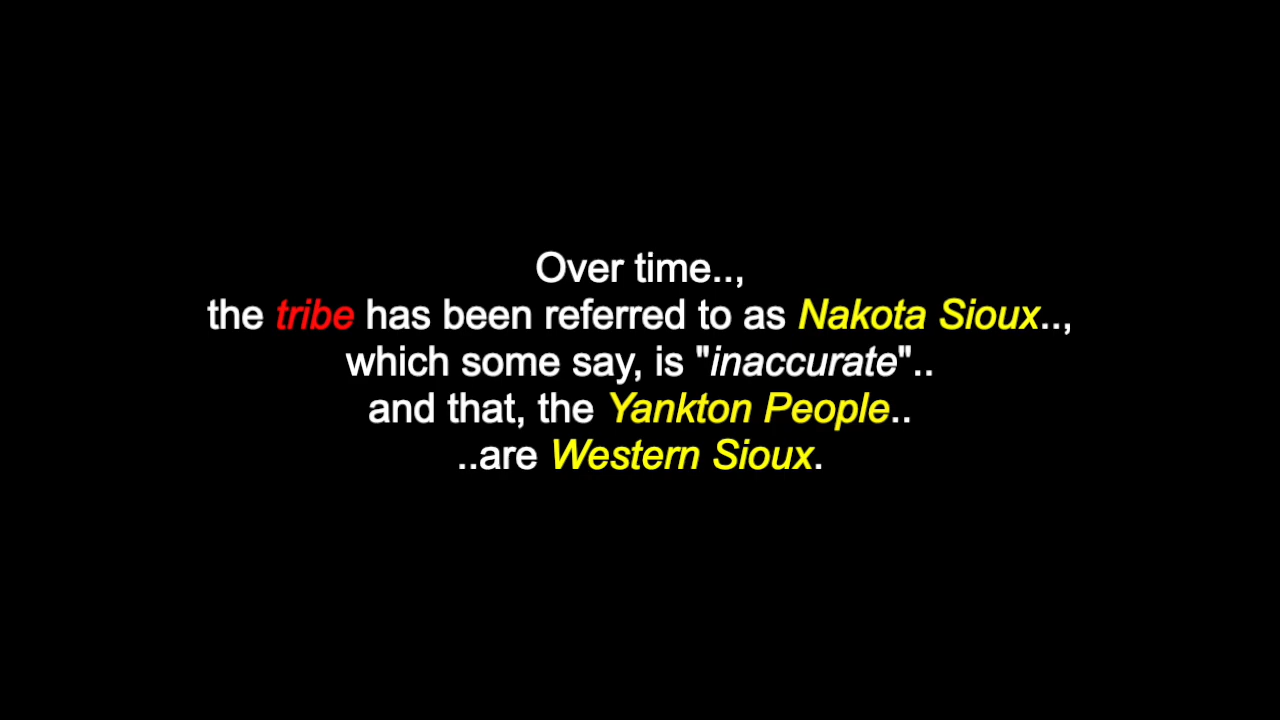 Over time..,
the tribe has been referred to as Nakota Sioux..,
which some say, is "inaccurate"..
and that, the Yankton People..
..are Western Sioux.